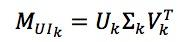 M_{UI_k} = U_k Σ_k V_k^T